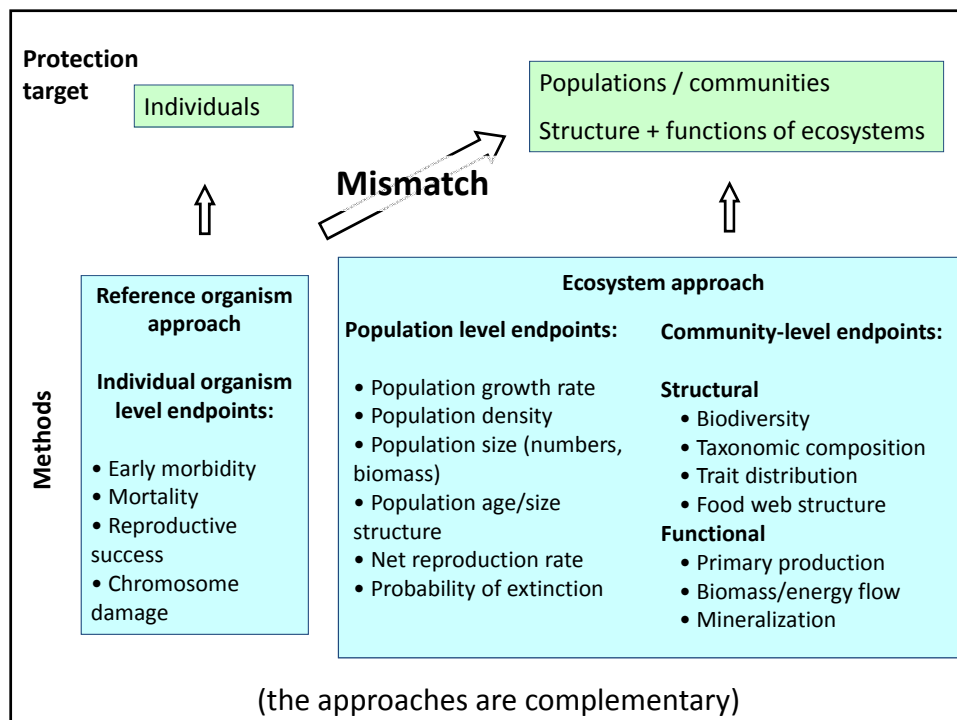 Protection
target
Individuals
Populations / communities
Structure + functions of ecosystems
Mismatch
Methods
Reference organism
approach
Individual organism
level endpoints:
• Early morbidity
• Mortality
• Reproductive
success
• Chromosome
damage
Ecosystem approach
Population level endpoints:
• Population growth rate
• Population density
• Population size (numbers,
biomass)
• Population age/size
structure
• Net reproduction rate
• Probability of extinction
Community-level endpoints:
Structural
• Biodiversity
• Taxonomic composition
• Trait distribution
• Food web structure
Functional
• Primary production
• Biomass/energy flow
• Mineralization
(the approaches are complementary)